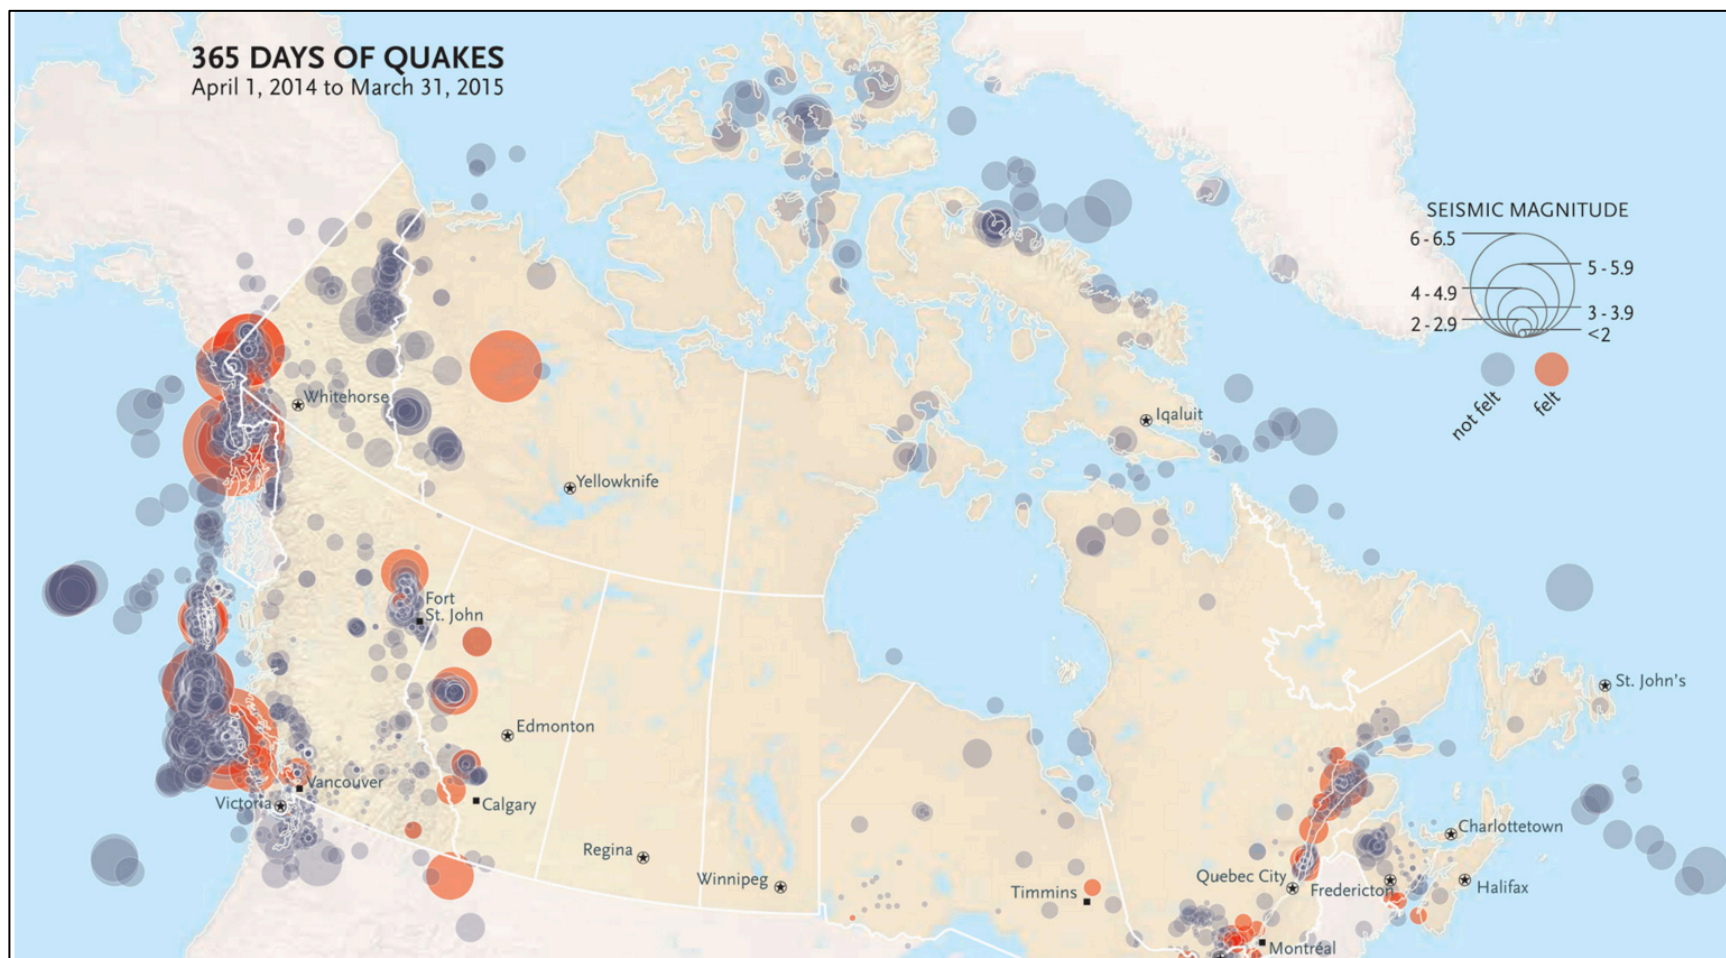 365 DAYS OF QUAKES
April 1, 2014 to March 31, 2015
SEISMIC MAGNITUDE
6 - 6.5
5 - 5.9
4 - 4.9
3 - 3.9
2 - 2.9
<2
not felt
felt
Whitehorse
Iqaluit
Yellowknife
Fort
St. John
St. John's
Edmonton
Vancouver
Victoria
Calgary
Charlottetown
Regina
Winnipeg
Quebec City
Fredericton
Halifax
Timmins
Montréal